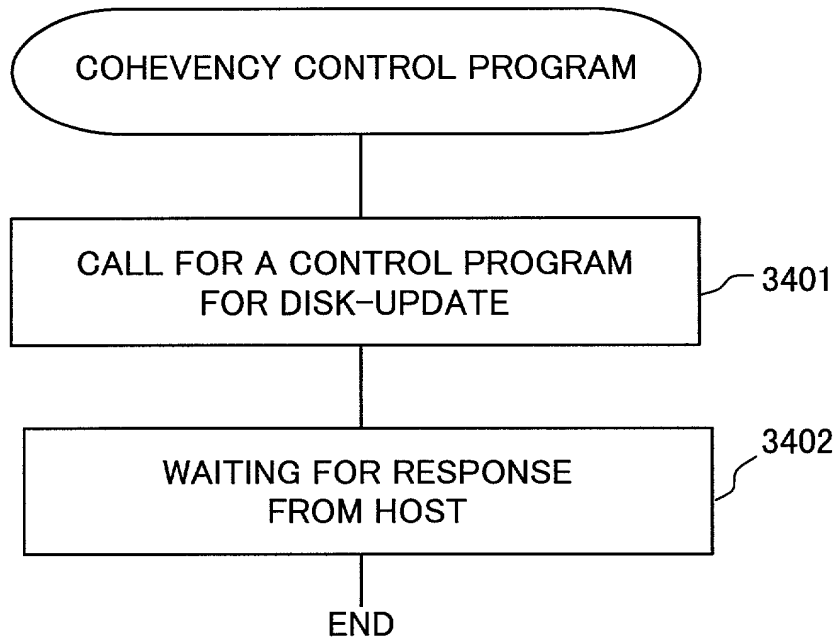 COHEVENCY CONTROL PROGRAM
CALL FOR A CONTROL PROGRAM
FOR DISK-UPDATE
3401
WAITING FOR RESPONSE
FROM HOST
3402
END